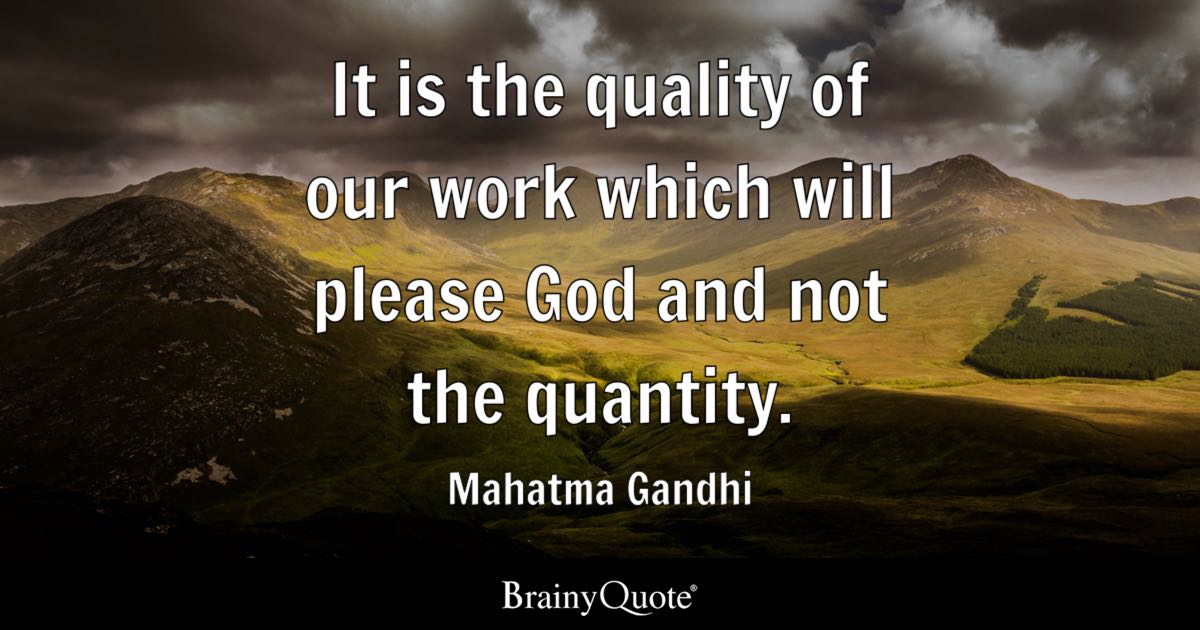 It is the quality of
our work which will
please God and not
the quantity.
Mahatma Gandhi
BrainyQuote®